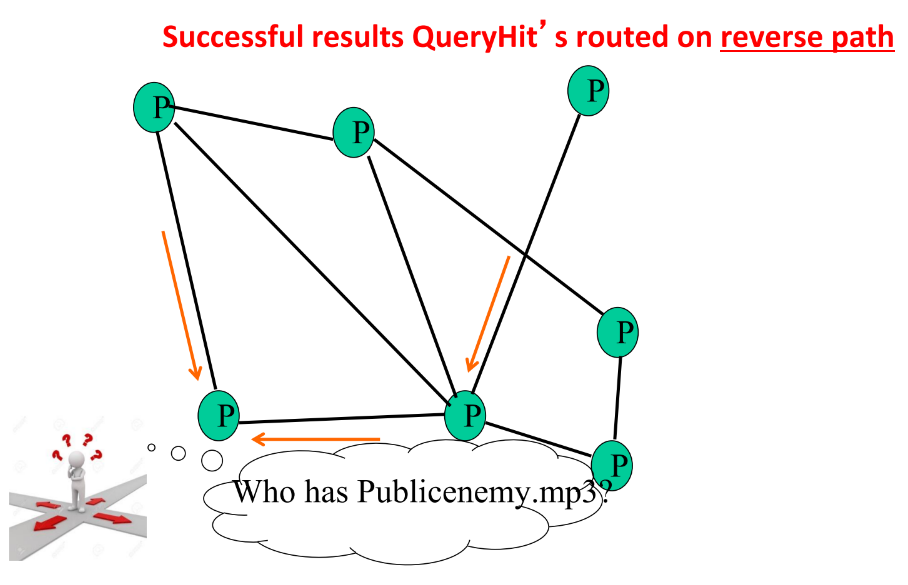 Successful results QueryHit’s routed on reverse path
P
P
P
P
P
P
P
Who has Publicenemy.mp3?